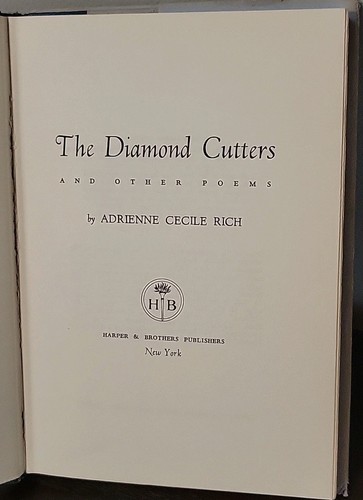 The Diamond Cutters
AND OTHER POEMS
by ADRIENNE CECILE RICH
H B
HARPER & BROTHERS PUBLISHERS
New York